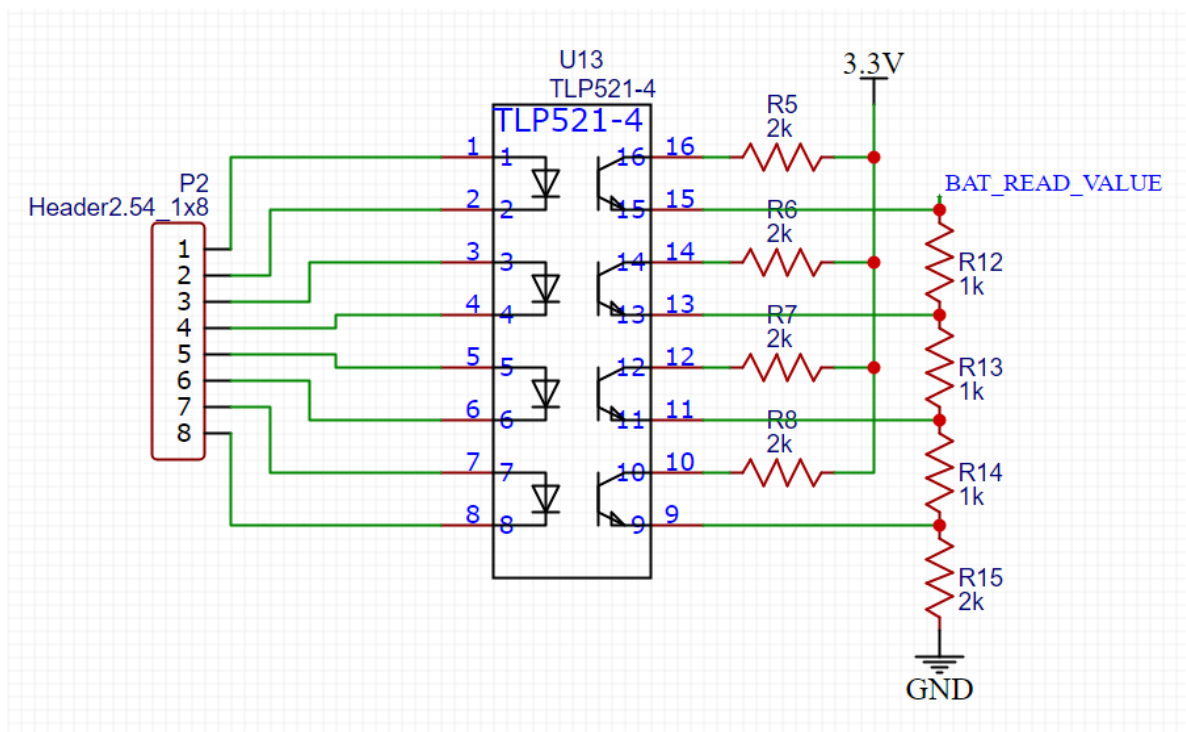 U13
TLP521-4
TLP521-4
3.3V
R5
2k
1
1
16
16
P2
Header2.54_1x8
2
2
15
15
BAT_READ_VALUE
R6
2k
1
2
3
4
5
6
7
8
3
3
14
14
R12
1k
4
4
13
13
R7
2k
5
5
12
12
R13
1k
6
6
11
11
R8
2k
7
7
10
10
R14
1k
8
8
9
9
R15
2k
GND